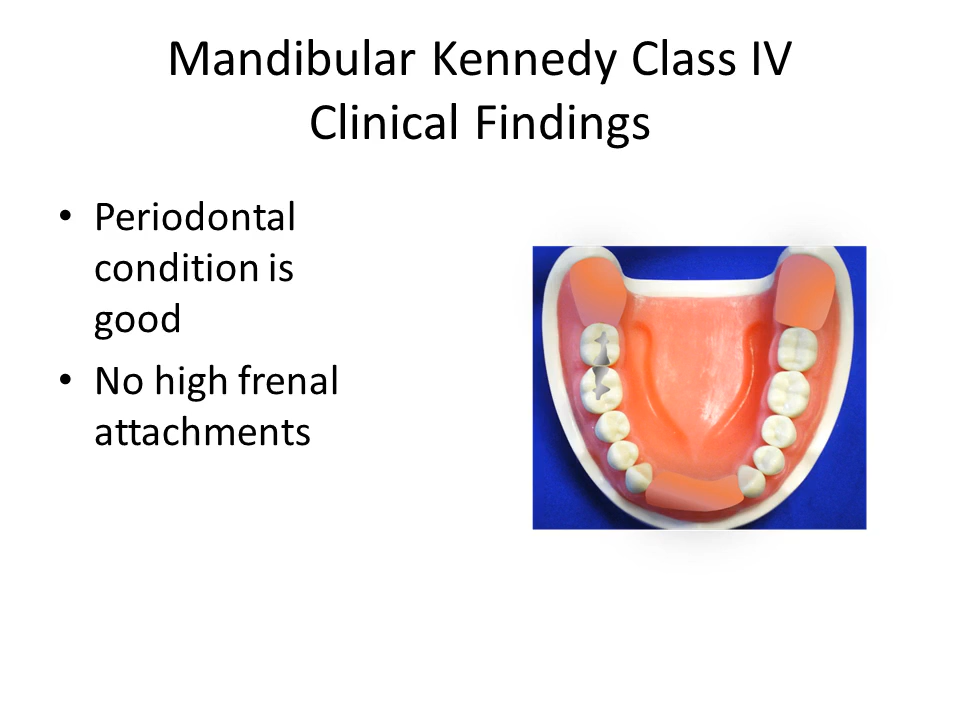 Mandibular Kennedy Class IV
Clinical Findings
• Periodontal
condition is
good
• No high frenal
attachments